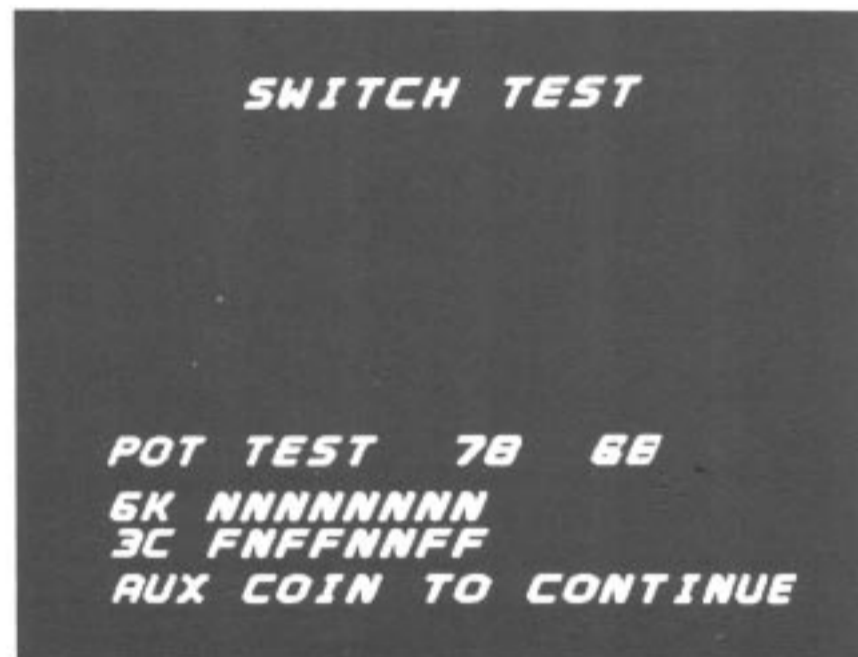 SWITCH TEST
POT TEST 78 68
6K NNNNNNNN
3C FNFFNNFF
AUX COIN TO CONTINUE